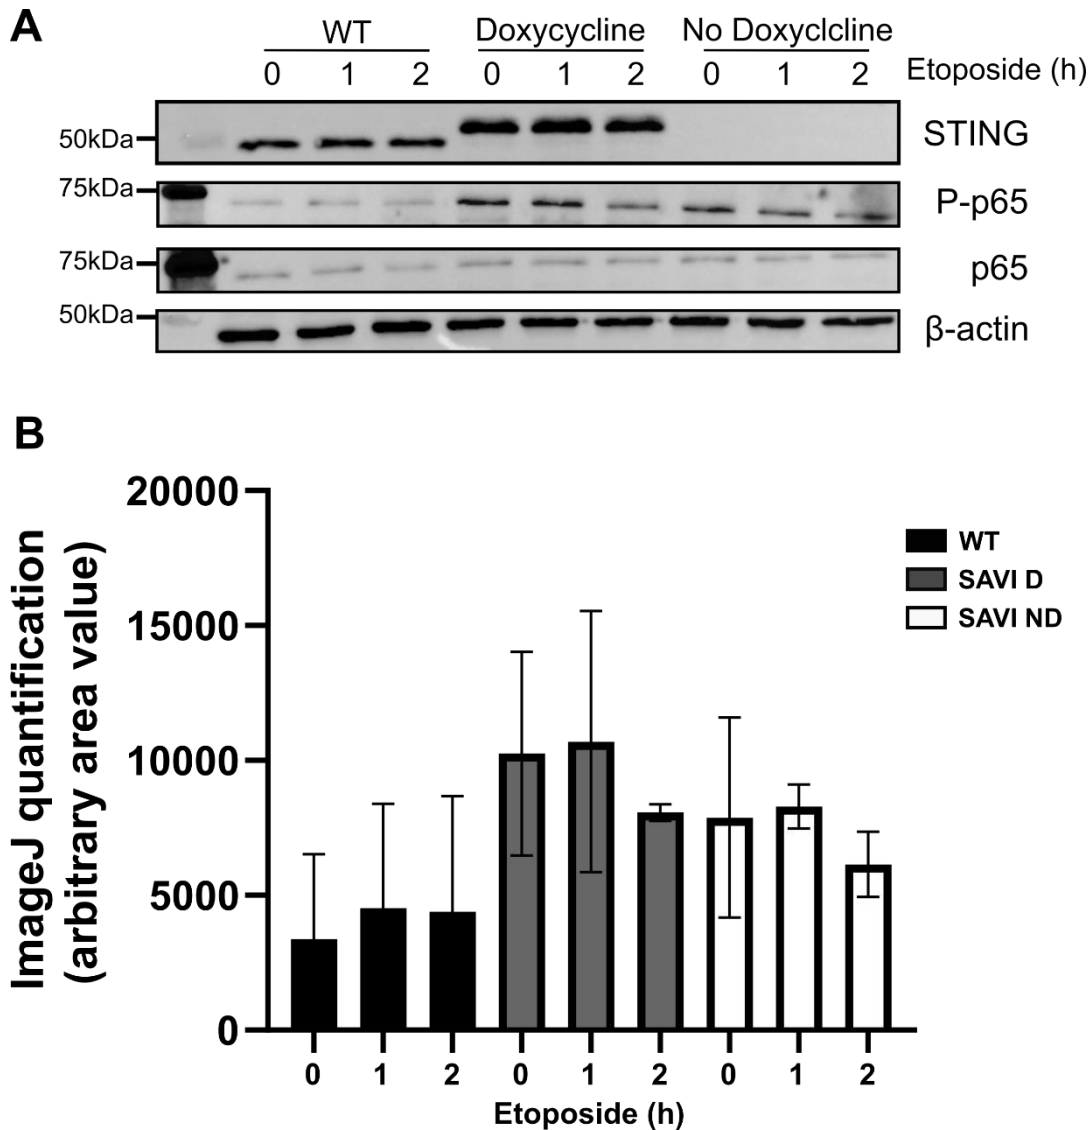 A
WT Doxycycline No Doxyclcline
0 1 2 0 1 2 0 1 2 Etoposide (h)
50kDa STING
75kDa P-p65
75kDa p65
50kDa β-actin
B
ImageJ quantification
(arbitrary area value)
20000
15000
10000
5000
0
WT
SAVI D
SAVI ND
0 1 2 0 1 2 0 1 2
Etoposide (h)